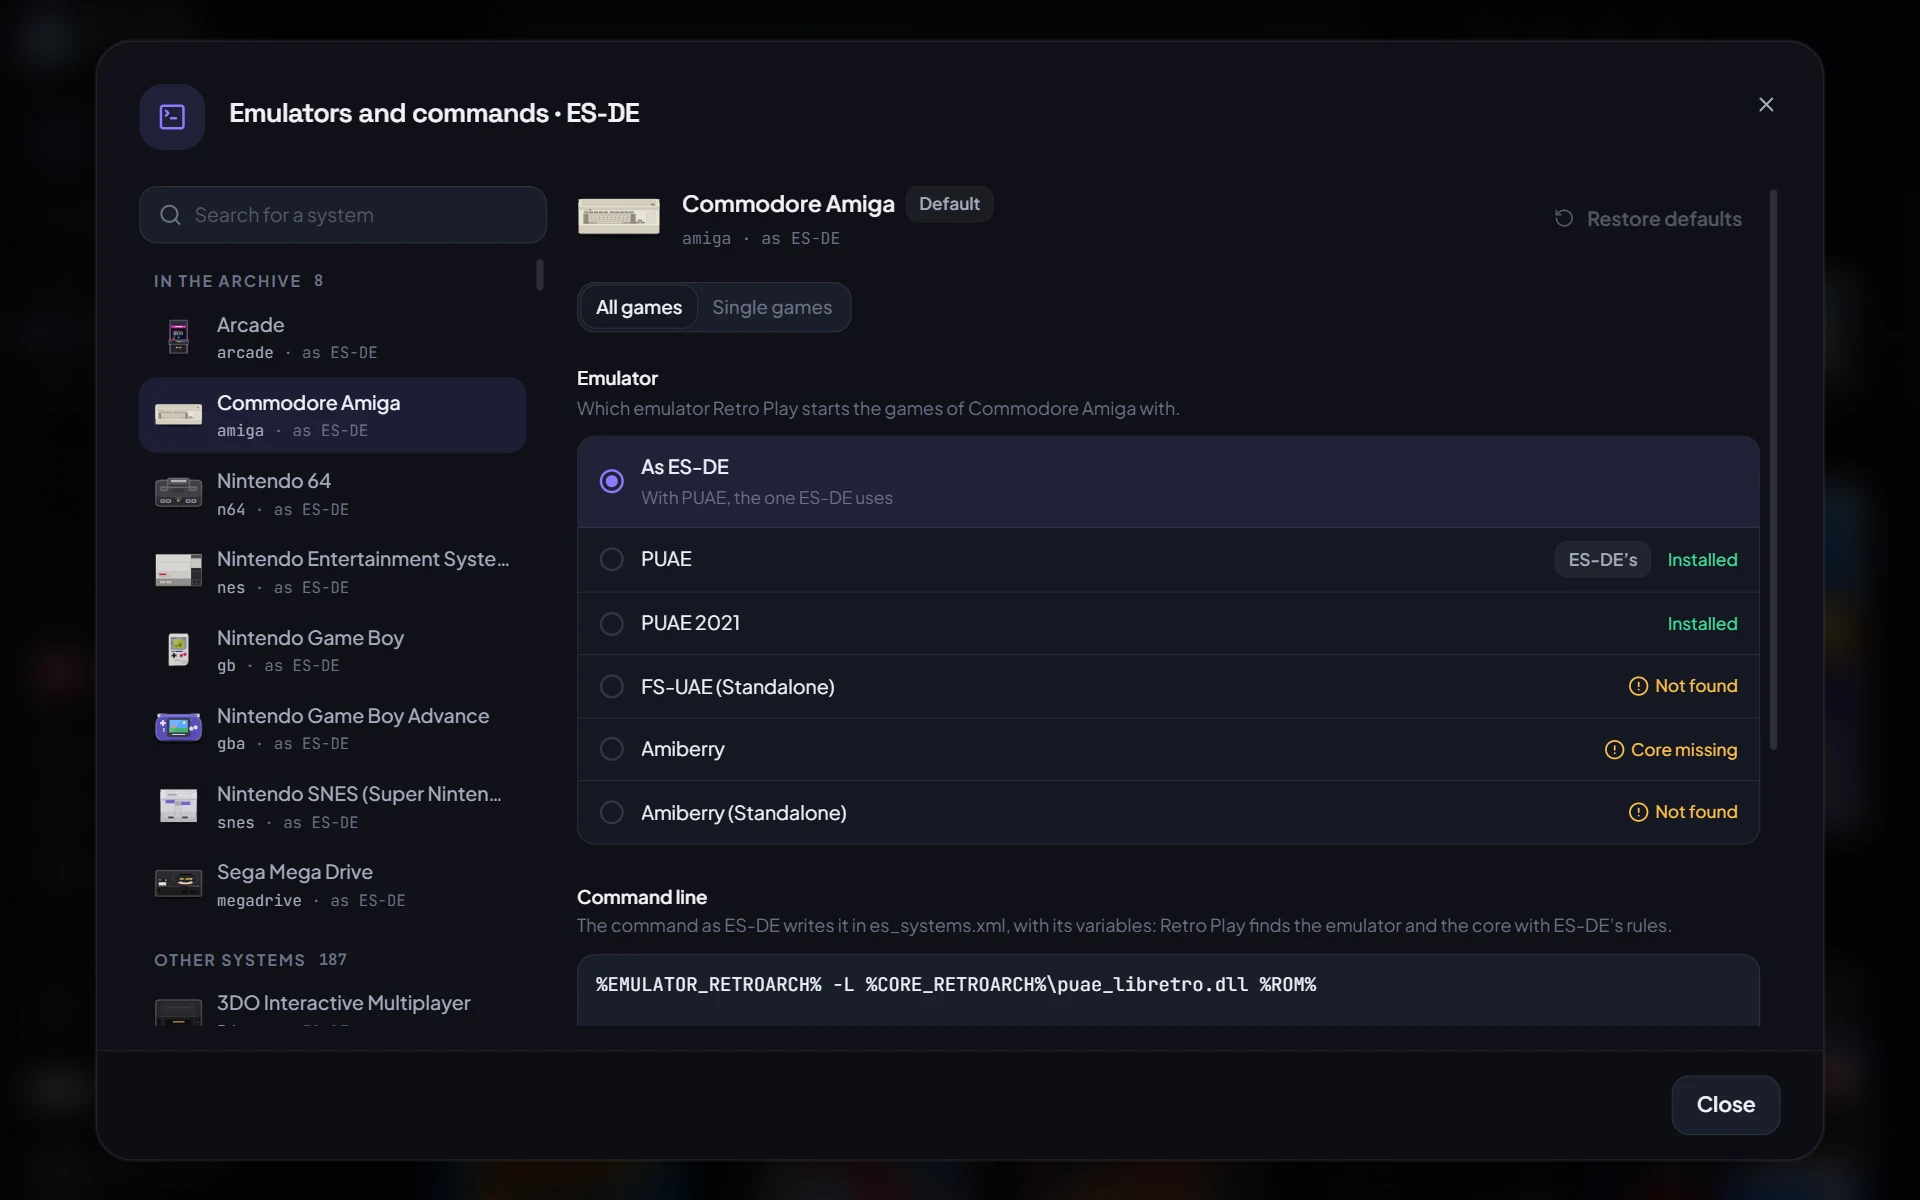 Emulators and commands · ES-DE
Search for a system
IN THE ARCHIVE 8
Arcade
arcade · as ES-DE
Commodore Amiga
amiga · as ES-DE
Nintendo 64
n64 · as ES-DE
Nintendo Entertainment Syste...
nes · as ES-DE
Nintendo Game Boy
gb · as ES-DE
Nintendo Game Boy Advance
gba · as ES-DE
Nintendo SNES (Super Ninten...
snes · as ES-DE
Sega Mega Drive
megadrive · as ES-DE
OTHER SYSTEMS 187
3DO Interactive Multiplayer
Commodore Amiga Default
amiga · as ES-DE
Restore defaults
All games Single games
Emulator
Which emulator Retro Play starts the games of Commodore Amiga with.
As ES-DE
With PUAE, the one ES-DE uses
PUAE ES-DE's Installed
PUAE 2021 Installed
FS-UAE (Standalone) Not found
Amiberry Core missing
Amiberry (Standalone) Not found
Command line
The command as ES-DE writes it in es_systems.xml, with its variables: Retro Play finds the emulator and the core with ES-DE's rules.
%EMULATOR_RETROARCH% -L %CORE_RETROARCH%\puae_libretro.dll %ROM%
Close